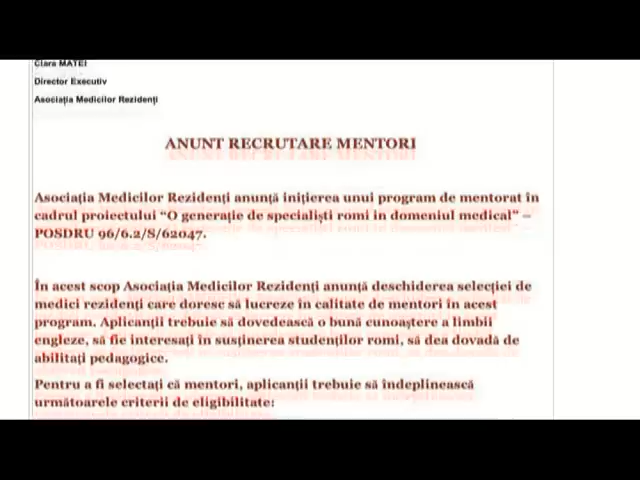 Clara MATEI
Director Executiv
Asociația Medicilor Rezidenți
ANUNT RECRUTARE MENTORI
Asociația Medicilor Rezidenți anunță inițierea unui program de mentorat în
cadrul proiectului "O generație de specialiști romi in domeniul medical" –
POSDRU 96/6.2/S/62047.
În acest scop Asociația Medicilor Rezidenți anunță deschiderea selecției de
medici rezidenți care doresc să lucreze în calitate de mentori în acest
program. Aplicanții trebuie să dovedească o bună cunoaștere a limbii
engleze, să fie interesați în susținerea studenților romi, să dea dovadă de
abilitați pedagogice.
Pentru a fi selectați că mentori, aplicanții trebuie să îndeplinească
următoarele criterii de eligibilitate: